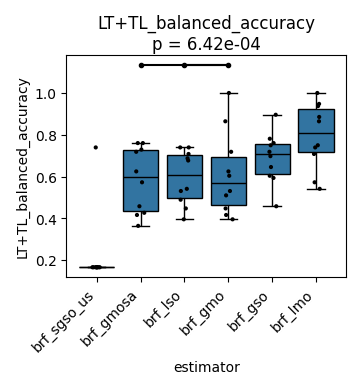 LT+TL_balanced_accuracy
p = 6.42e-04
LT+TL_balanced_accuracy
1.0
0.8
0.6
0.4
0.2
brf_sgso_us
brf_gmosa
brf_lso
brf_gmo
brf_gso
brf_lmo
estimator